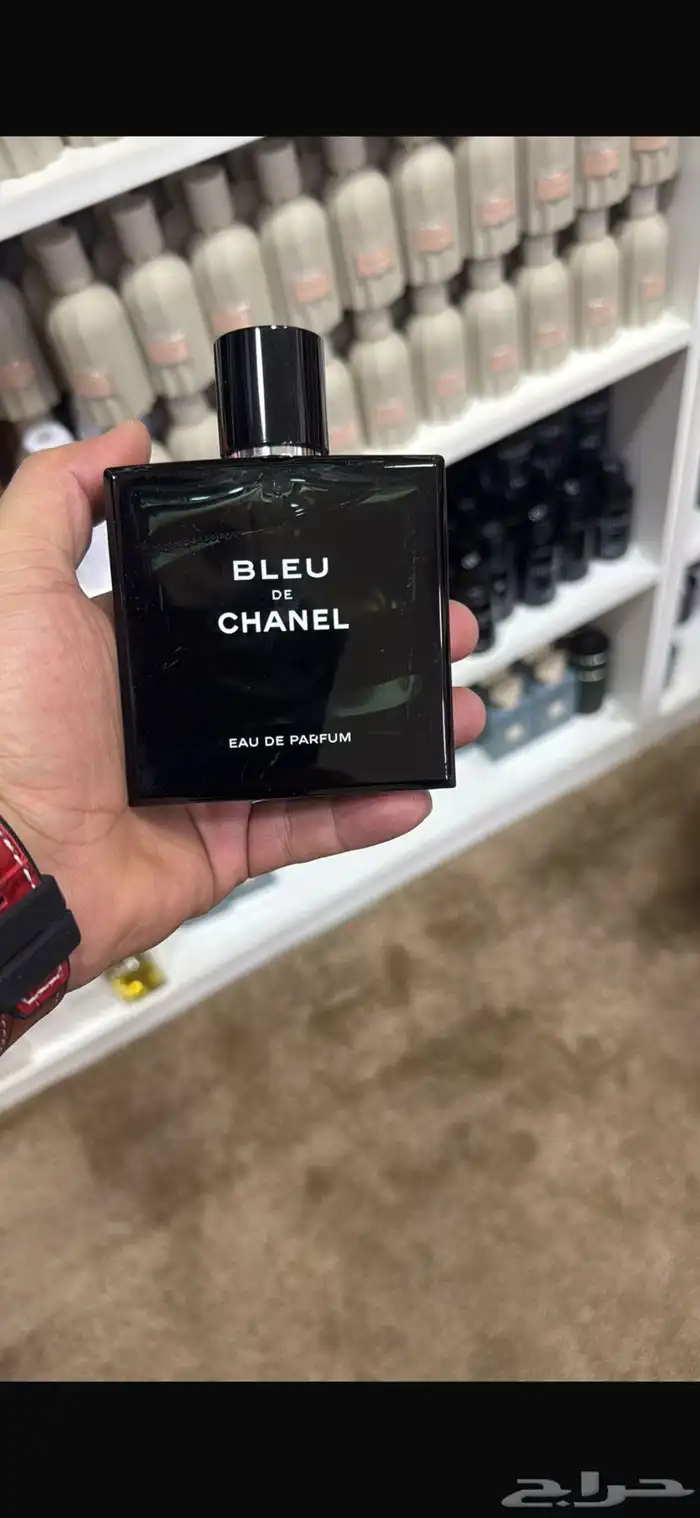 BLEU
DE
CHANEL
EAU DE PARFUM
حراج